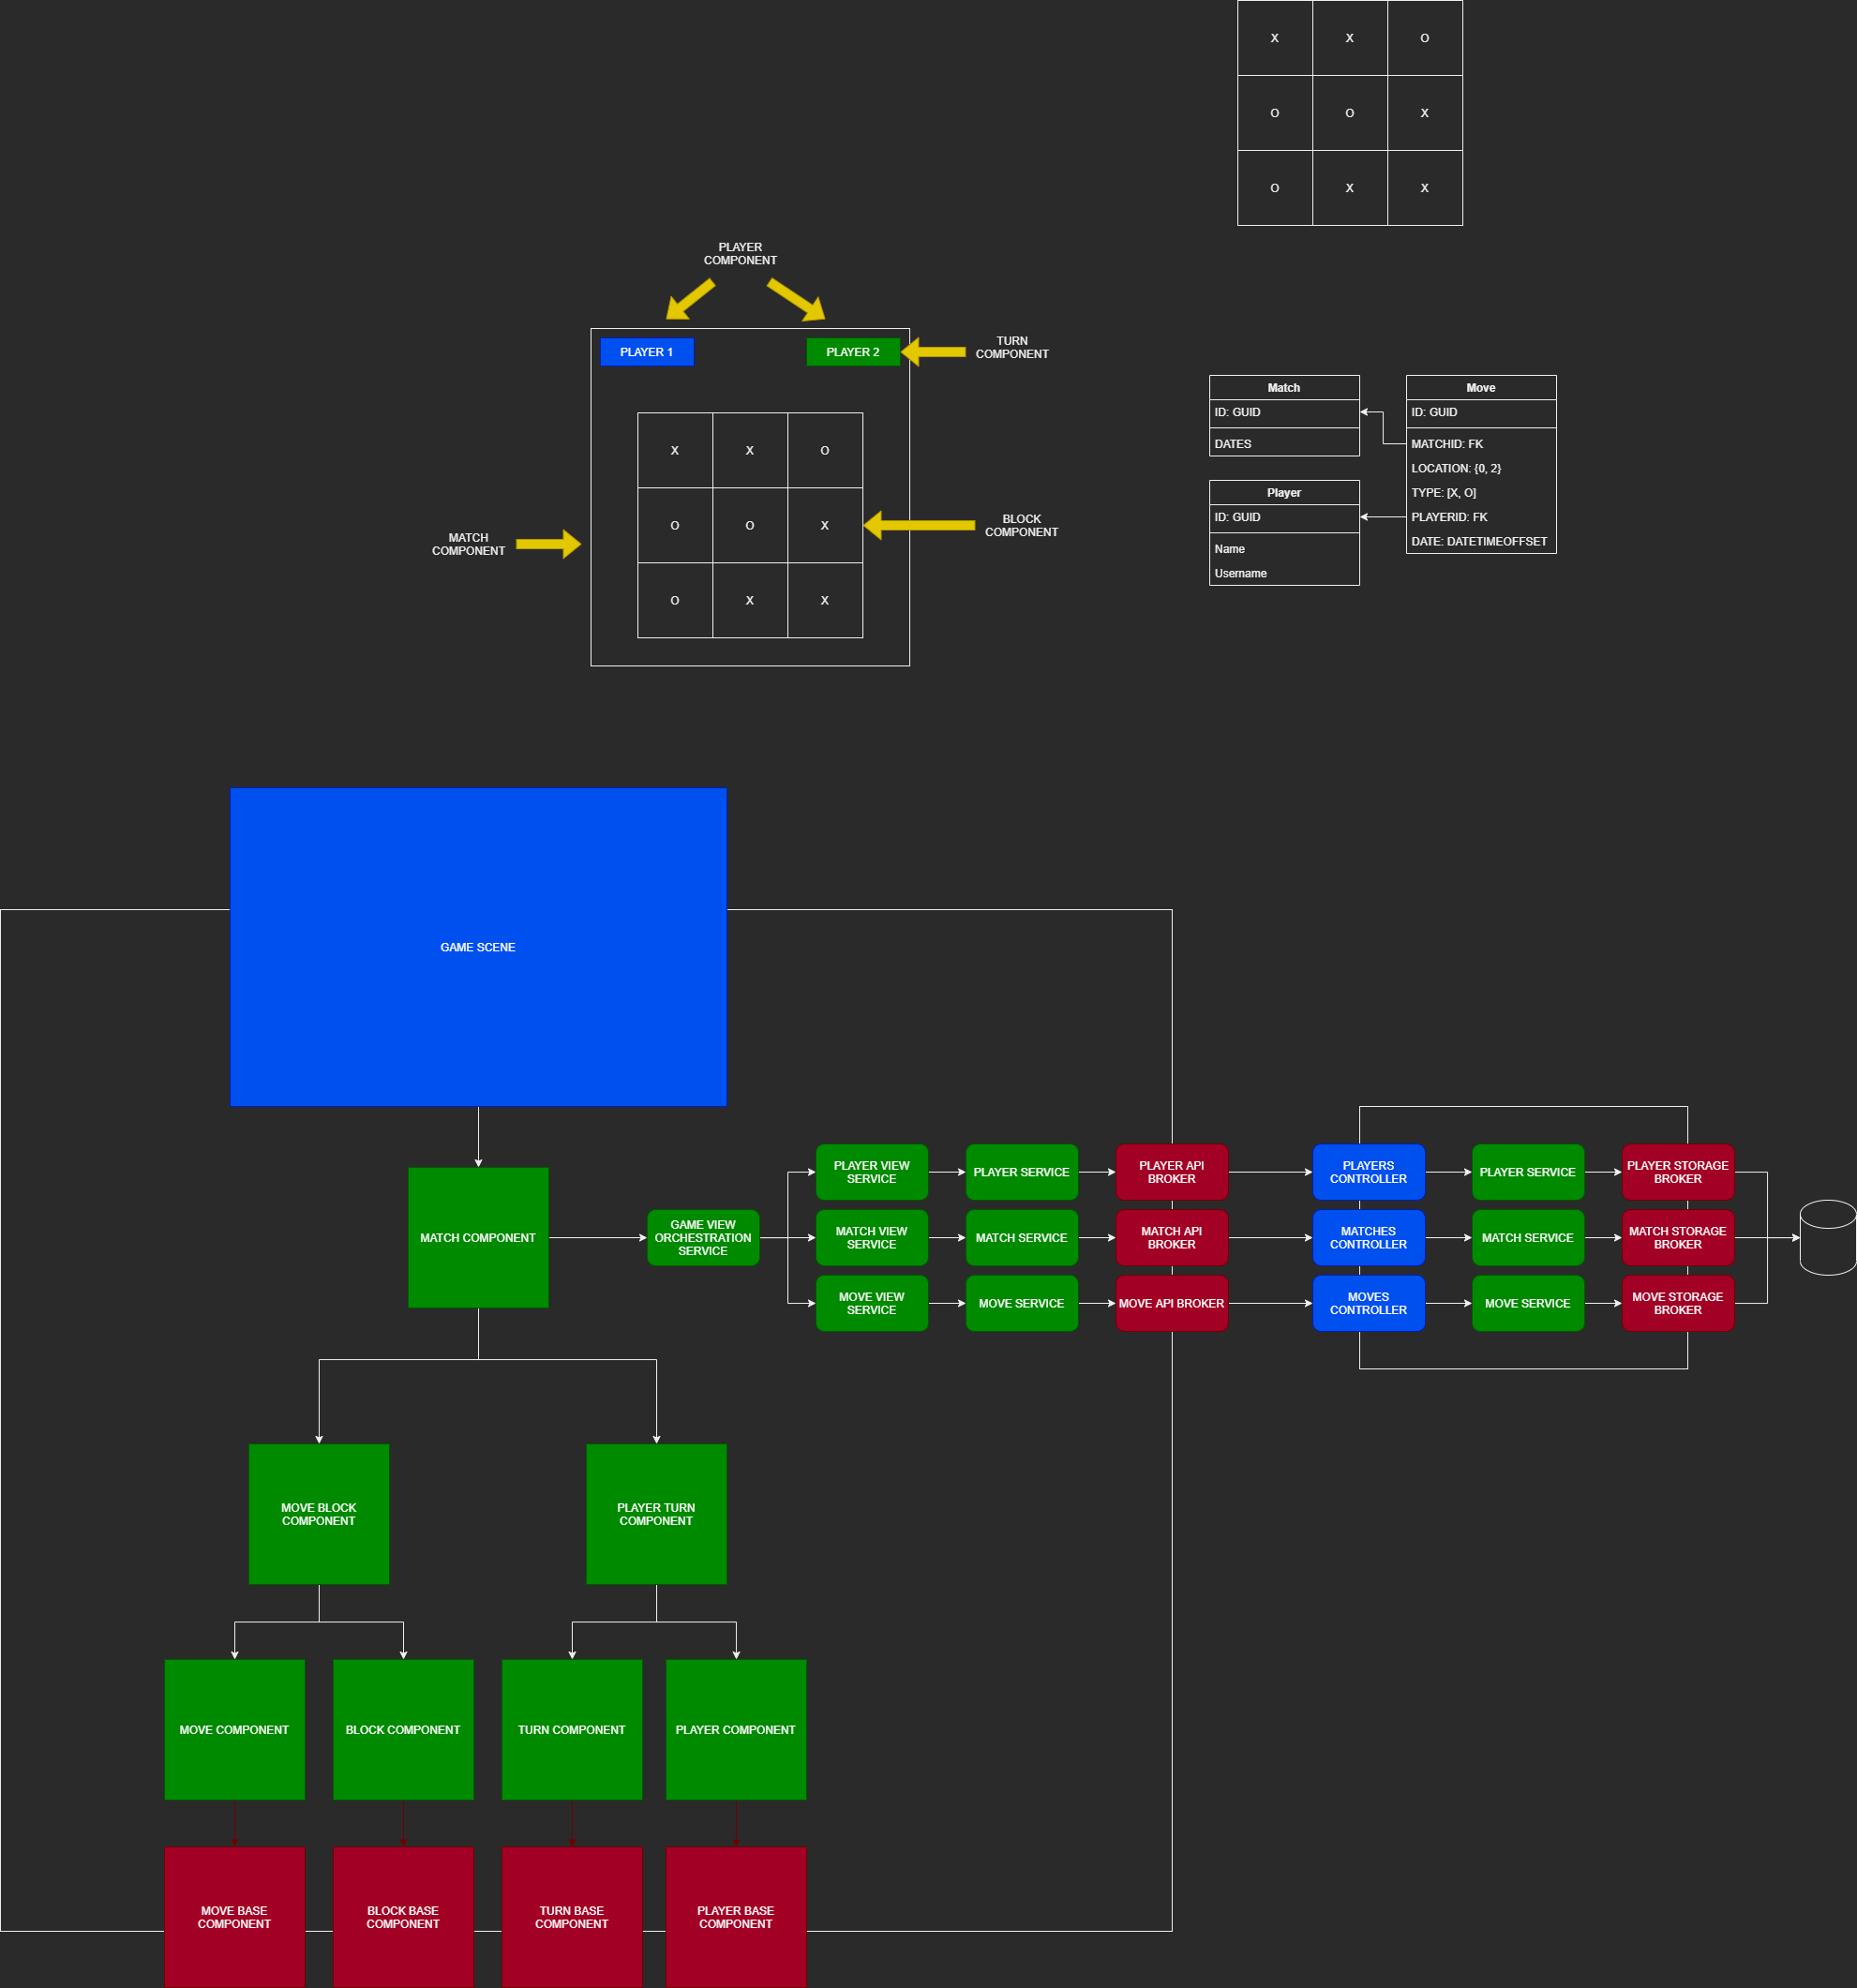 X X O
O O X
O X X
PLAYER
COMPONENT
PLAYER 1
PLAYER 2
TURN
COMPONENT
X X O
O O X
O X X
BLOCK
COMPONENT
MATCH
COMPONENT
Match
ID: GUID
DATES
Player
ID: GUID
Name
Username
Move
ID: GUID
MATCHID: FK
LOCATION: {0, 2}
TYPE: [X, O]
PLAYERID: FK
DATE: DATETIMEOFFSET
GAME SCENE
MATCH COMPONENT
GAME VIEW
ORCHESTRATION
SERVICE
PLAYER VIEW
SERVICE
PLAYER SERVICE
PLAYER API
BROKER
PLAYERS
CONTROLLER
PLAYER SERVICE
PLAYER STORAGE
BROKER
MATCH VIEW
SERVICE
MATCH SERVICE
MATCH API
BROKER
MATCHES
CONTROLLER
MATCH SERVICE
MATCH STORAGE
BROKER
MOVE VIEW
SERVICE
MOVE SERVICE
MOVE API BROKER
MOVES
CONTROLLER
MOVE SERVICE
MOVE STORAGE
BROKER
MOVE BLOCK
COMPONENT
PLAYER TURN
COMPONENT
MOVE COMPONENT
BLOCK COMPONENT
TURN COMPONENT
PLAYER COMPONENT
MOVE BASE
COMPONENT
BLOCK BASE
COMPONENT
TURN BASE
COMPONENT
PLAYER BASE
COMPONENT